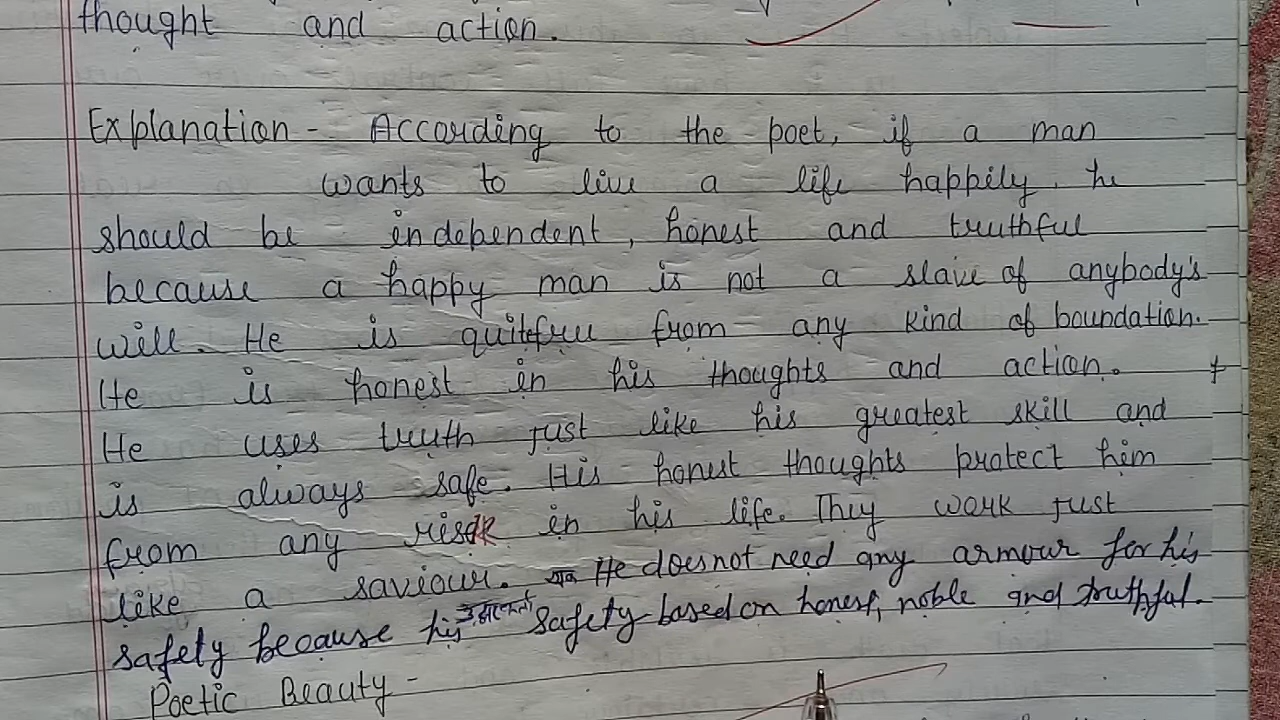 thought and action.
Explanation - According to the poet, if a man
wants to live a life happily, he
should be independent, honest and truthful
because a happy man is not a slave of anybody's
will. He is quite free from any kind of boundation.
He is honest in his thoughts and action.
He uses truth just like his greatest skill and
is always safe. His honest thoughts protect him
from any risk in his life. They work just
like a saviour. He does not need any armour for his
safety because his safety based on honest, noble and truthful.
Poetic Beauty -